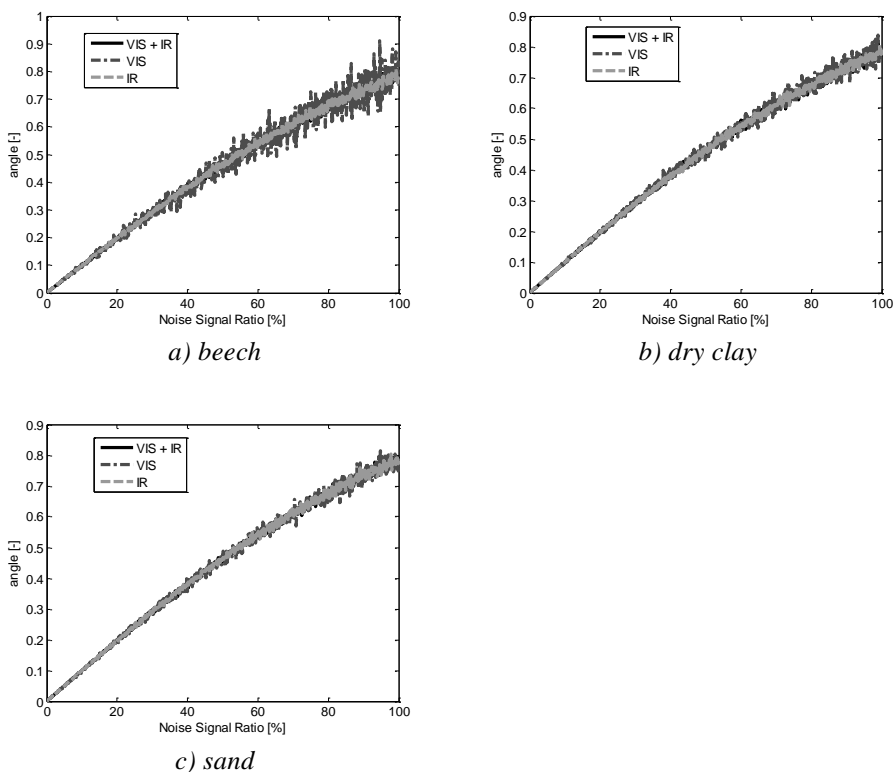 1
0.9
0.8
0.7
0.6
0.5
0.4
0.3
0.2
0.1
0
angle [-]
VIS + IR
VIS
IR
0 20 40 60 80 100
Noise Signal Ratio [%]
a) beech
0.9
0.8
0.7
0.6
0.5
0.4
0.3
0.2
0.1
0
angle [-]
VIS + IR
VIS
IR
0 20 40 60 80 100
Noise Signal Ratio [%]
b) dry clay
0.9
0.8
0.7
0.6
0.5
0.4
0.3
0.2
0.1
0
angle [-]
VIS + IR
VIS
IR
0 20 40 60 80 100
Noise Signal Ratio [%]
c) sand